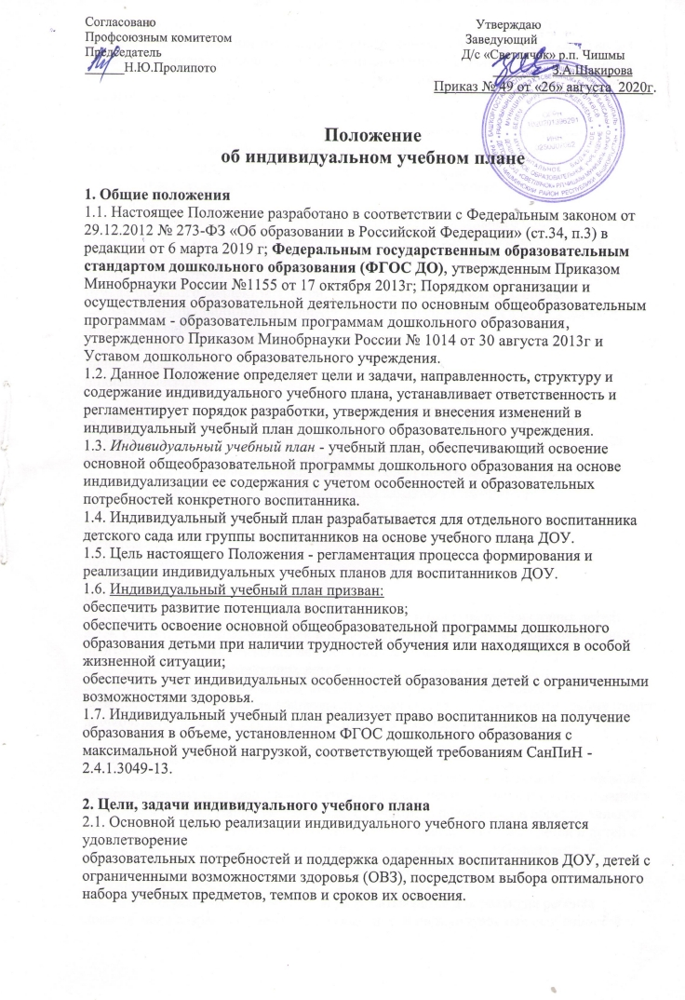 Согласовано
Профсоюзным комитетом
Председатель
Н.Ю.Пролипото
Утверждаю
Заведующий
Д/с «Светлячок» р.п. Чишмы
З.А.Шакирова
Приказ № 49 от «26» августа 2020г.
Положение
об индивидуальном учебном плане
1. Общие положения
1.1. Настоящее Положение разработано в соответствии с Федеральным законом от
29.12.2012 № 273-ФЗ «Об образовании в Российской Федерации» (ст.34, п.3) в
редакции от 6 марта 2019 г; Федеральным государственным образовательным
стандартом дошкольного образования (ФГОС ДО), утвержденным Приказом
Минобрнауки России №1155 от 17 октября 2013г; Порядком организации и
осуществления образовательной деятельности по основным общеобразовательным
программам - образовательным программам дошкольного образования,
утвержденного Приказом Минобрнауки России № 1014 от 30 августа 2013г и
Уставом дошкольного образовательного учреждения.
1.2. Данное Положение определяет цели и задачи, направленность, структуру и
содержание индивидуального учебного плана, устанавливает ответственность и
регламентирует порядок разработки, утверждения и внесения изменений в
индивидуальный учебный план дошкольного образовательного учреждения.
1.3. Индивидуальный учебный план - учебный план, обеспечивающий освоение
основной общеобразовательной программы дошкольного образования на основе
индивидуализации ее содержания с учетом особенностей и образовательных
потребностей конкретного воспитанника.
1.4. Индивидуальный учебный план разрабатывается для отдельного воспитанника
детского сада или группы воспитанников на основе учебного плана ДОУ.
1.5. Цель настоящего Положения - регламентация процесса формирования и
реализации индивидуальных учебных планов для воспитанников ДОУ.
1.6. Индивидуальный учебный план призван:
обеспечить развитие потенциала воспитанников;
обеспечить освоение основной общеобразовательной программы дошкольного
образования детьми при наличии трудностей обучения или находящихся в особой
жизненной ситуации;
обеспечить учет индивидуальных особенностей образования детей с ограниченными
возможностями здоровья.
1.7. Индивидуальный учебный план реализует право воспитанников на получение
образования в объеме, установленном ФГОС дошкольного образования с
максимальной учебной нагрузкой, соответствующей требованиям СанПиН -
2.4.1.3049-13.
2. Цели, задачи индивидуального учебного плана
2.1. Основной целью реализации индивидуального учебного плана является
удовлетворение
образовательных потребностей и поддержка одаренных воспитанников ДОУ, детей с
ограниченными возможностями здоровья (ОВЗ), посредством выбора оптимального
набора учебных предметов, темпов и сроков их освоения.